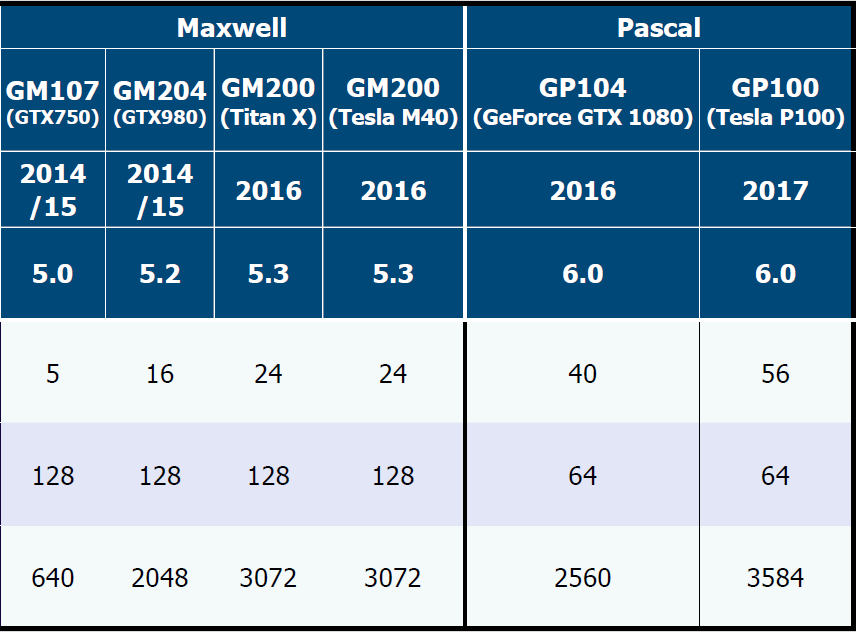 Maxwell Pascal
GM107 GM204 GM200 GM200 GP104 GP100
(GTX750) (GTX980) (Titan X) (Tesla M40) (GeForce GTX 1080) (Tesla P100)
2014 2014
/15 /15 2016 2016 2016 2017
5.0 5.2 5.3 5.3 6.0 6.0
5 16 24 24 40 56
128 128 128 128 64 64
640 2048 3072 3072 2560 3584